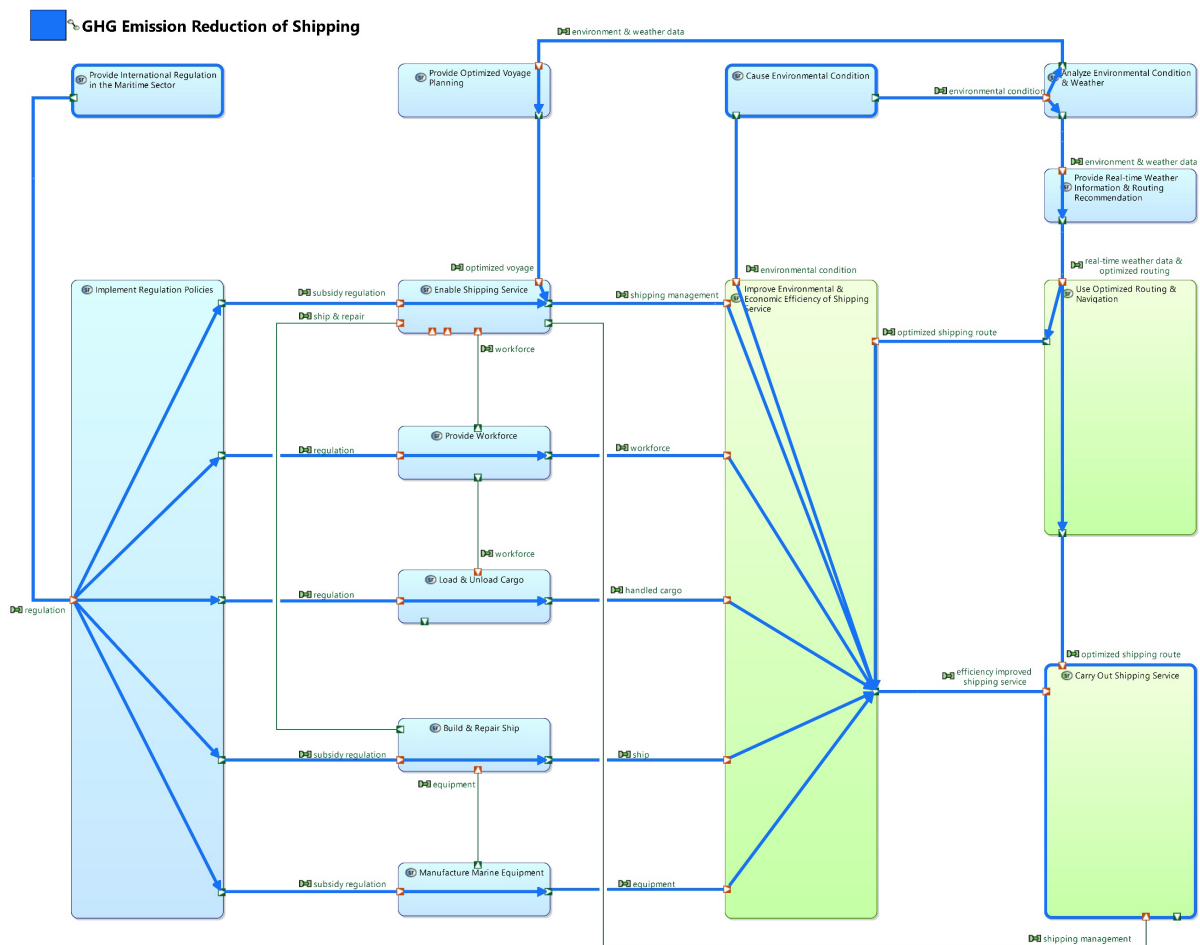 GHG Emission Reduction of Shipping
environment & weather data
Provide International Regulation
in the Maritime Sector
Provide Optimized Voyage
Planning
Cause Environmental Condition
environmental condition
Analyze Environmental Condition
& Weather
environment & weather data
Provide Real-time Weather
Information & Routing
Recommendation
optimized voyage
environmental condition
real-time weather data &
optimized routing
Implement Regulation Policies
subsidy regulation
Enable Shipping Service
shipping management
Improve Environmental &
Economic Efficiency of Shipping
Service
Use Optimized Routing &
Navigation
ship & repair
optimized shipping route
workforce
regulation
Provide Workforce
workforce
workforce
regulation
Load & Unload Cargo
handled cargo
regulation
optimized shipping route
efficiency improved
shipping service
Carry Out Shipping Service
Build & Repair Ship
subsidy regulation
ship
equipment
subsidy regulation
Manufacture Marine Equipment
equipment
shipping management